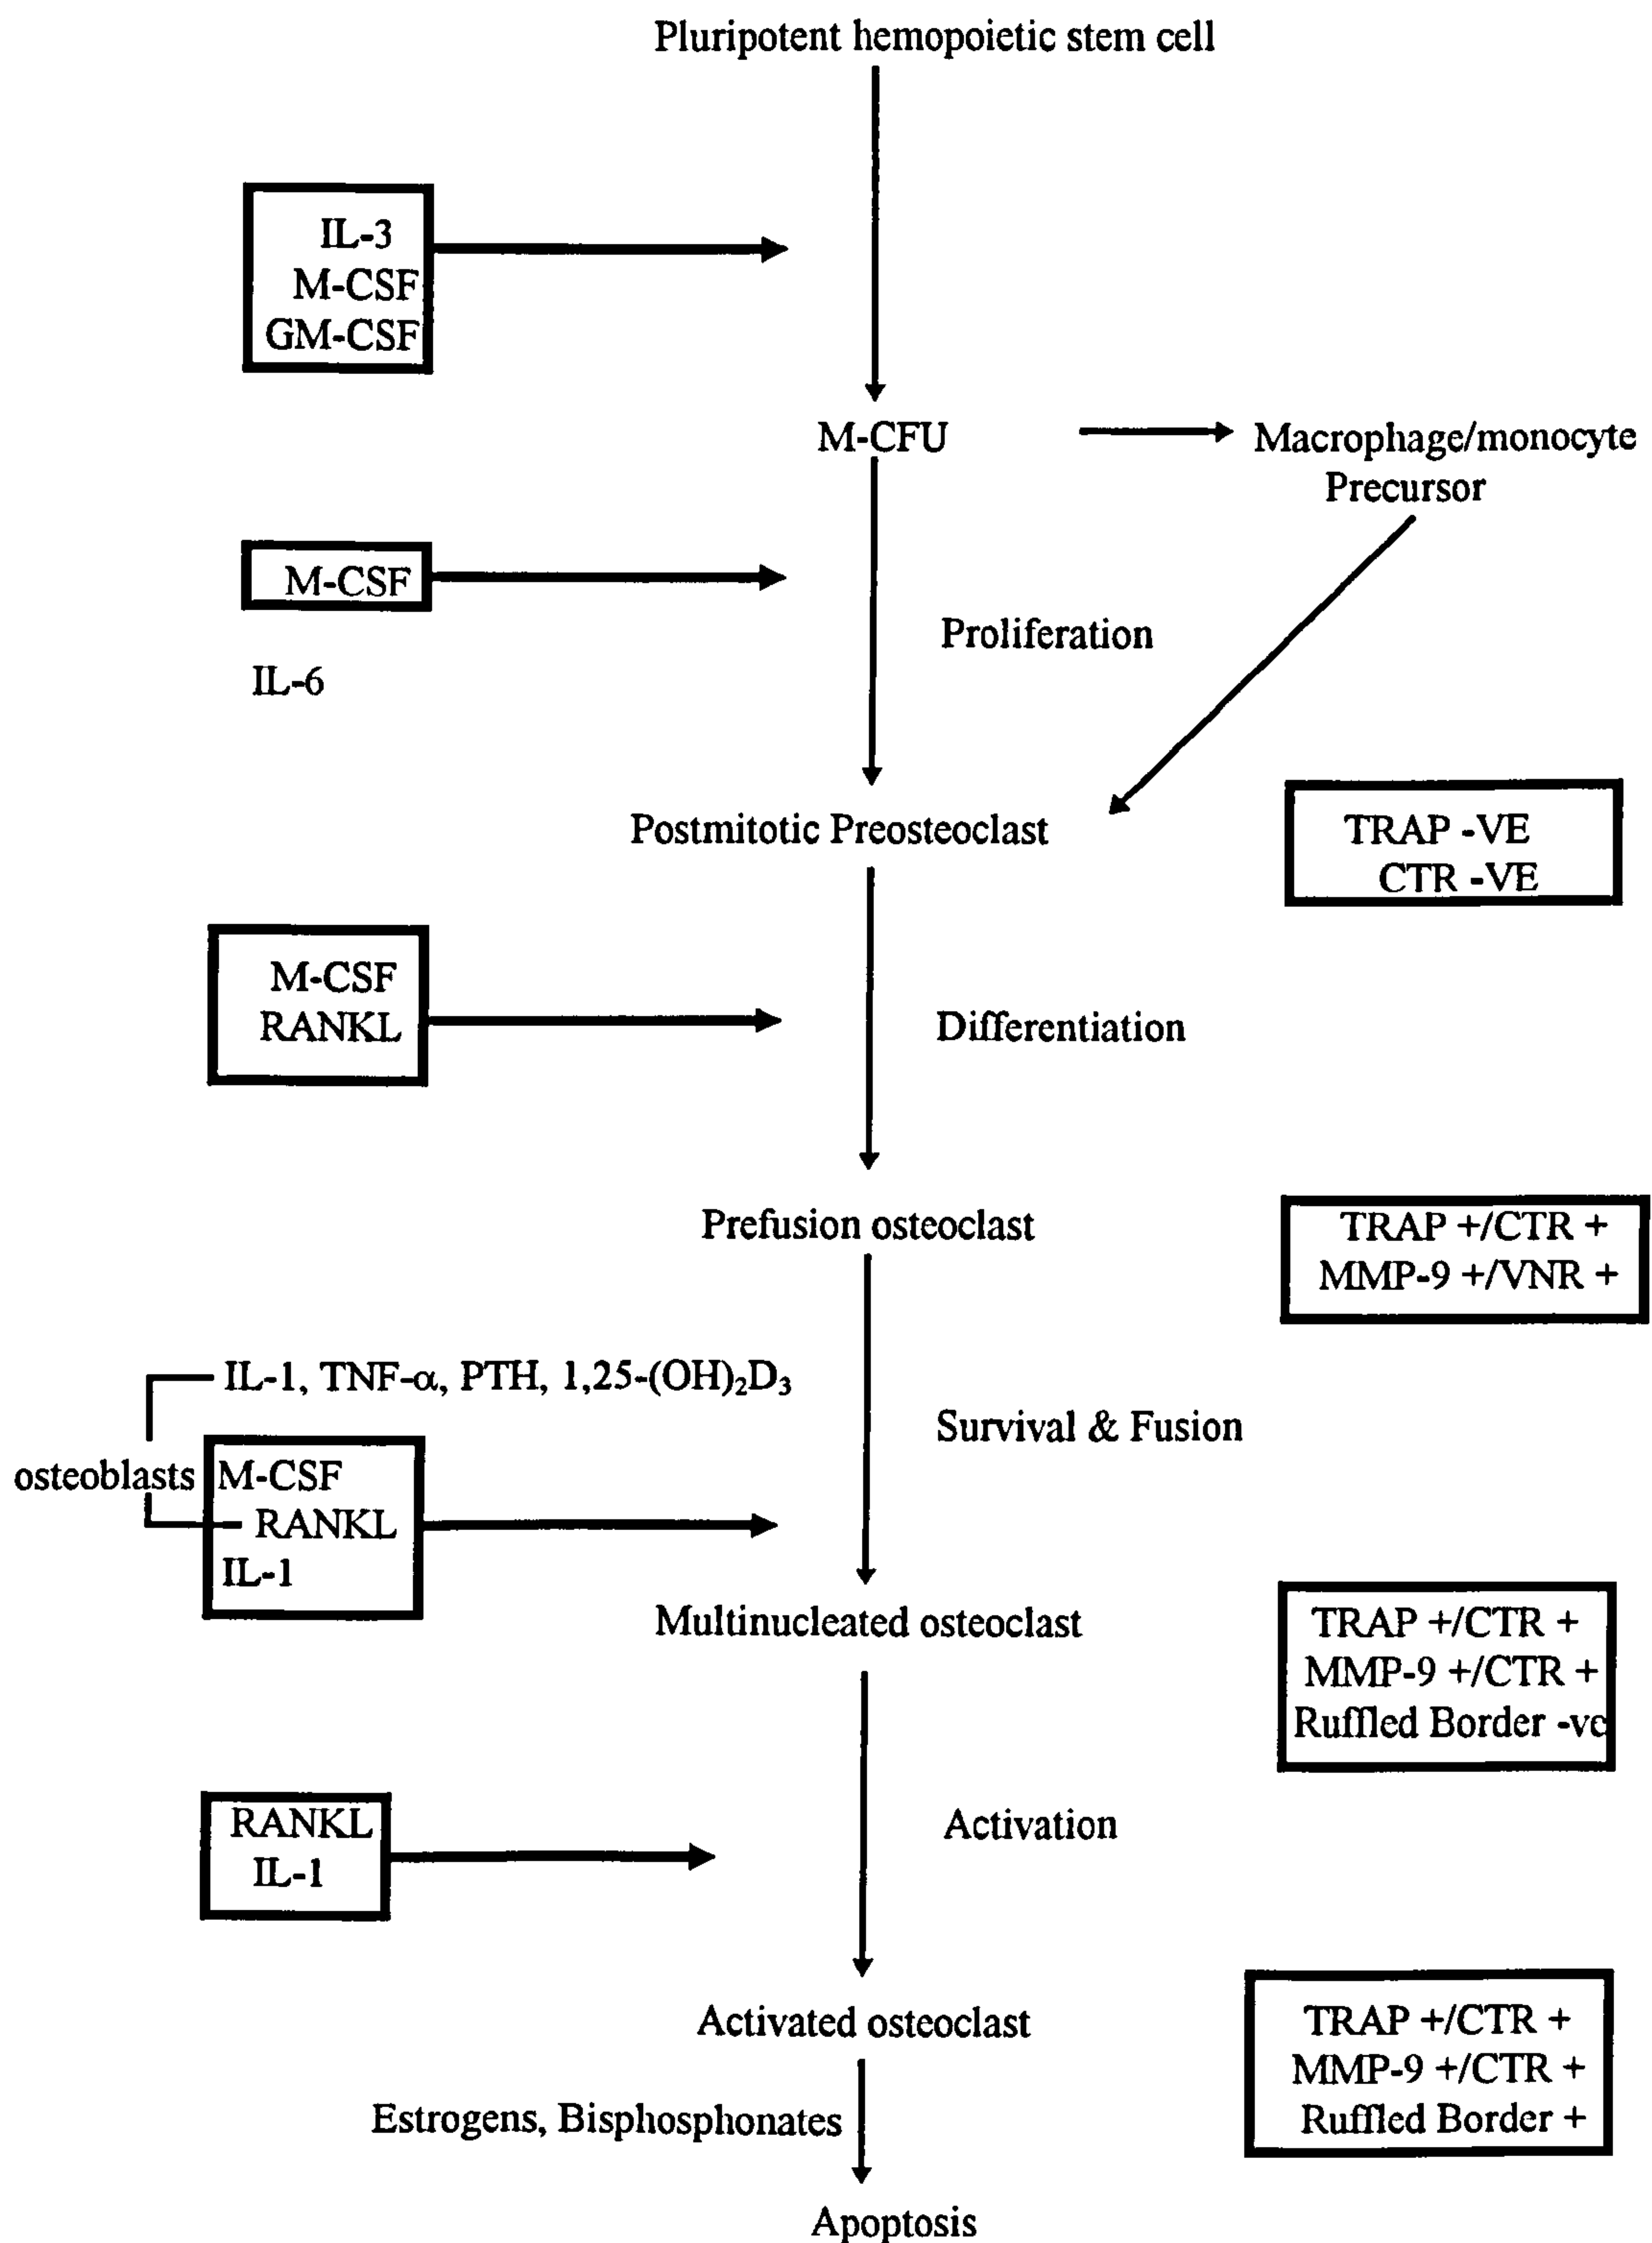 Pluripotent hemopoietic stem cell
IL-3
M-CSF
GM-CSF
M-CFU
Macrophage/monocyte
Precursor
M-CSF
Proliferation
IL-6
Postmitotic Preosteoclast
TRAP -VE
CTR -VE
M-CSF
RANKL
Differentiation
Prefusion osteoclast
TRAP +/CTR +
MMP-9 +/VNR +
IL-1, TNF-α, PTH, 1,25-(OH)₂D₃
Survival & Fusion
osteoblasts
M-CSF
RANKL
IL-1
Multinucleated osteoclast
TRAP +/CTR +
MMP-9 +/CTR +
Ruffled Border -ve
RANKL
IL-1
Activation
Activated osteoclast
TRAP +/CTR +
MMP-9 +/CTR +
Ruffled Border +
Estrogens, Bisphosphonates
Apoptosis